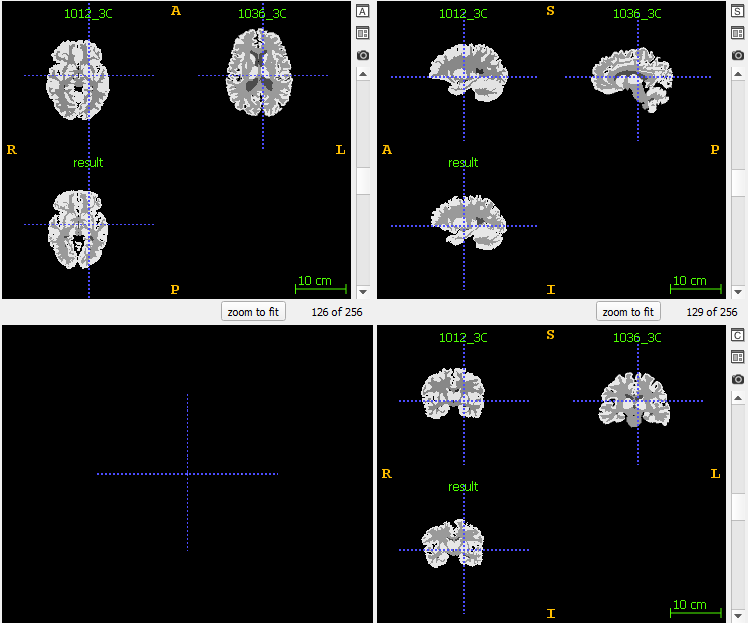 A
1012_3C
1036_3C
A
R
L
result
10 cm
P
zoom to fit
126 of 256
S
1012_3C
1036_3C
S
A
P
result
10 cm
I
zoom to fit
129 of 256
S
1012_3C
1036_3C
C
R
L
result
10 cm
I